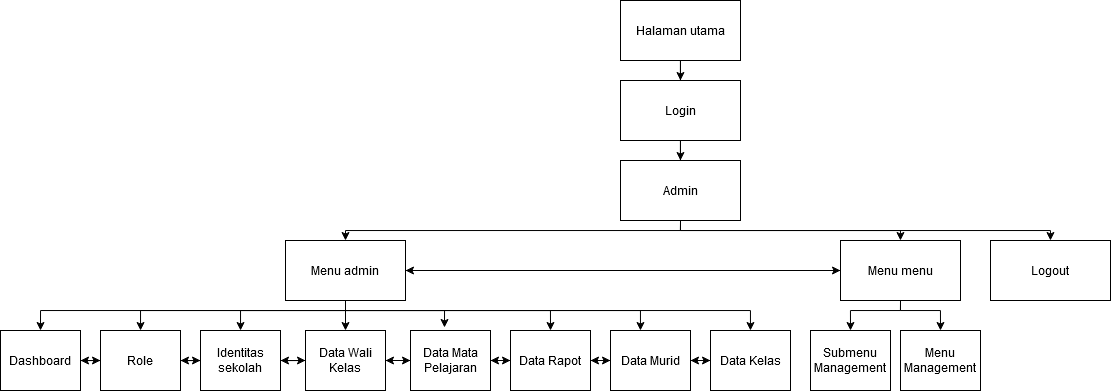 Halaman utama
Login
Admin
Menu admin
Menu menu
Logout
Dashboard
Role
Identitas
sekolah
Data Wali
Kelas
Data Mata
Pelajaran
Data Rapot
Data Murid
Data Kelas
Submenu
Management
Menu
Management